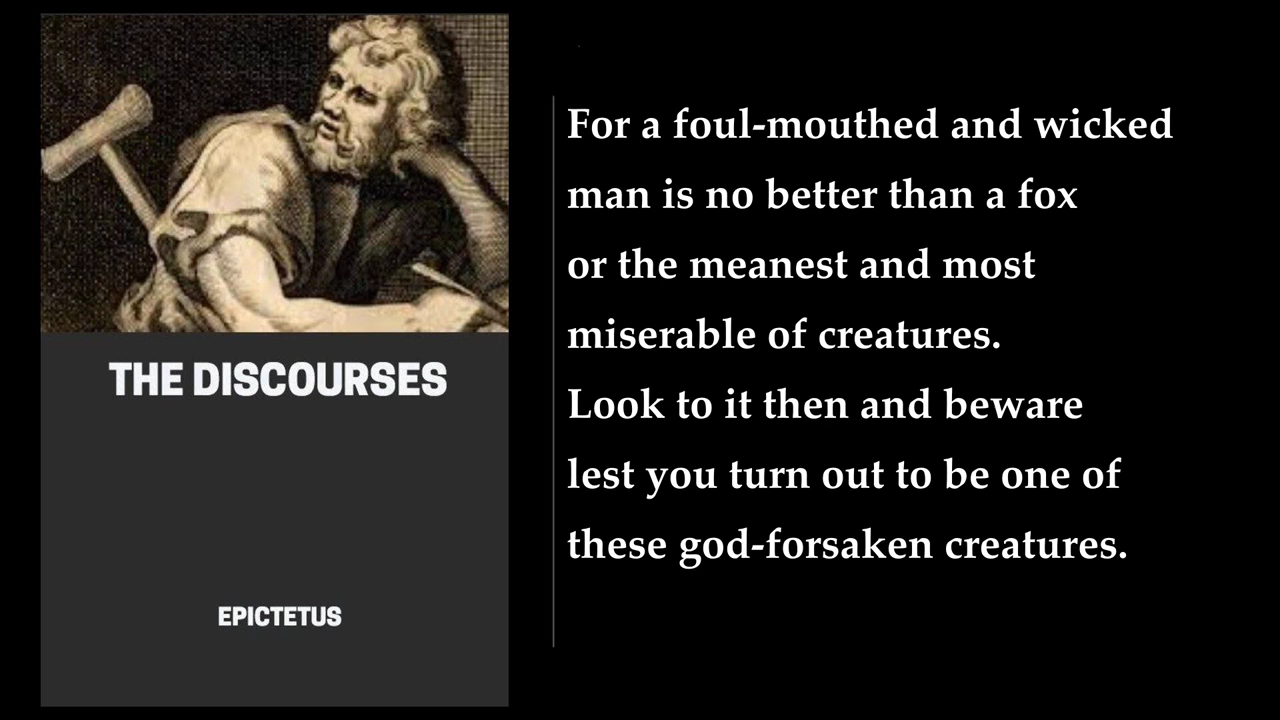 THE DISCOURSES
EPICTETUS
For a foul-mouthed and wicked
man is no better than a fox
or the meanest and most
miserable of creatures.
Look to it then and beware
lest you turn out to be one of
these god-forsaken creatures.